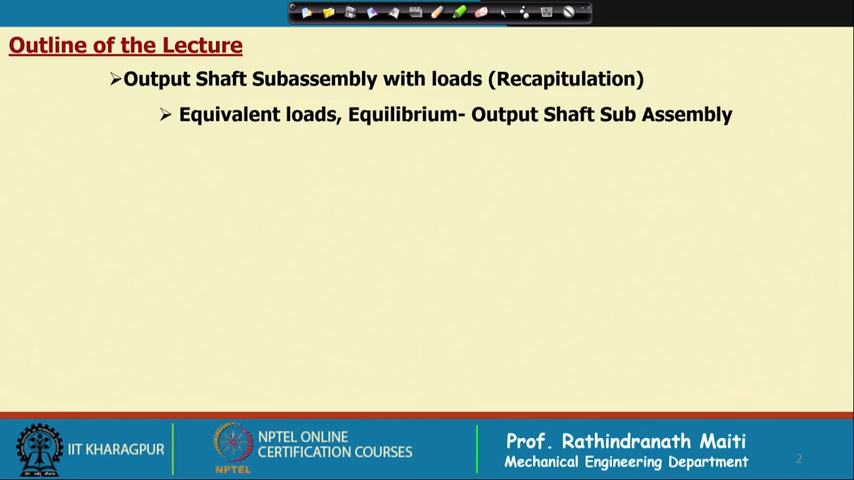 Outline of the Lecture
➢Output Shaft Subassembly with loads (Recapitulation)
➢ Equivalent loads, Equilibrium- Output Shaft Sub Assembly
IIT KHARAGPUR
NPTEL
NPTEL ONLINE
CERTIFICATION COURSES
Prof. Rathindranath Maiti
Mechanical Engineering Department
2